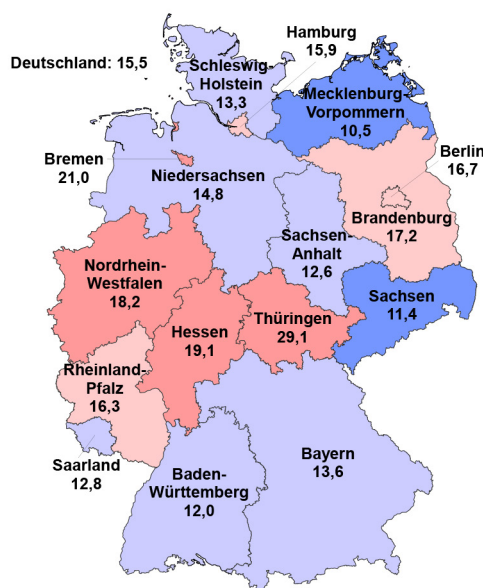 Deutschland: 15,5
Schleswig-
Holstein
13,3
Hamburg
15,9
Mecklenburg-
Vorpommern
10,5
Bremen
21,0
Niedersachsen
14,8
Berlin
16,7
Brandenburg
17,2
Sachsen-
Anhalt
12,6
Nordrhein-
Westfalen
18,2
Hessen
19,1
Thüringen
29,1
Sachsen
11,4
Rheinland-
Pfalz
16,3
Saarland
12,8
Baden-
Württemberg
12,0
Bayern
13,6